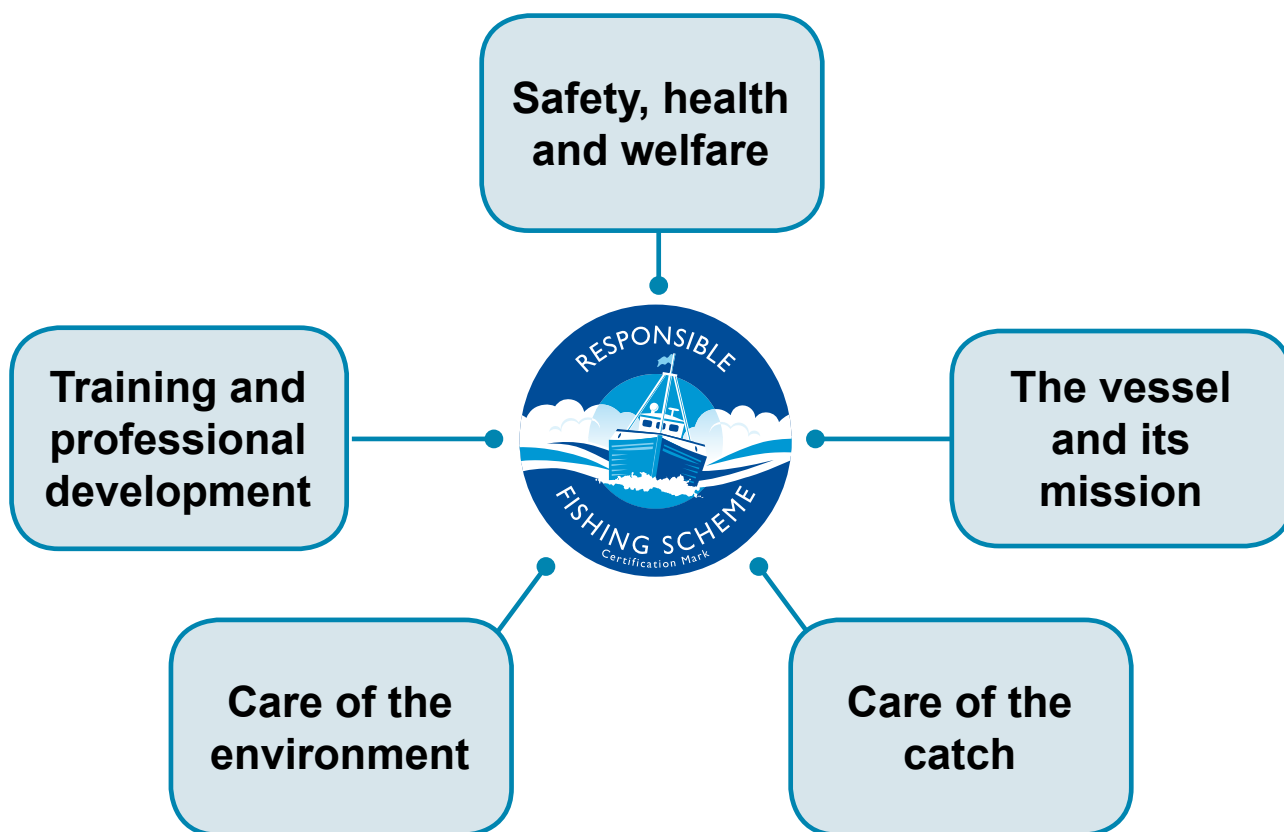 Safety, health
and welfare
Training and
professional
development
RESPONSIBLE
FISHING SCHEME
Certification Mark
The vessel
and its
mission
Care of the
environment
Care of the
catch